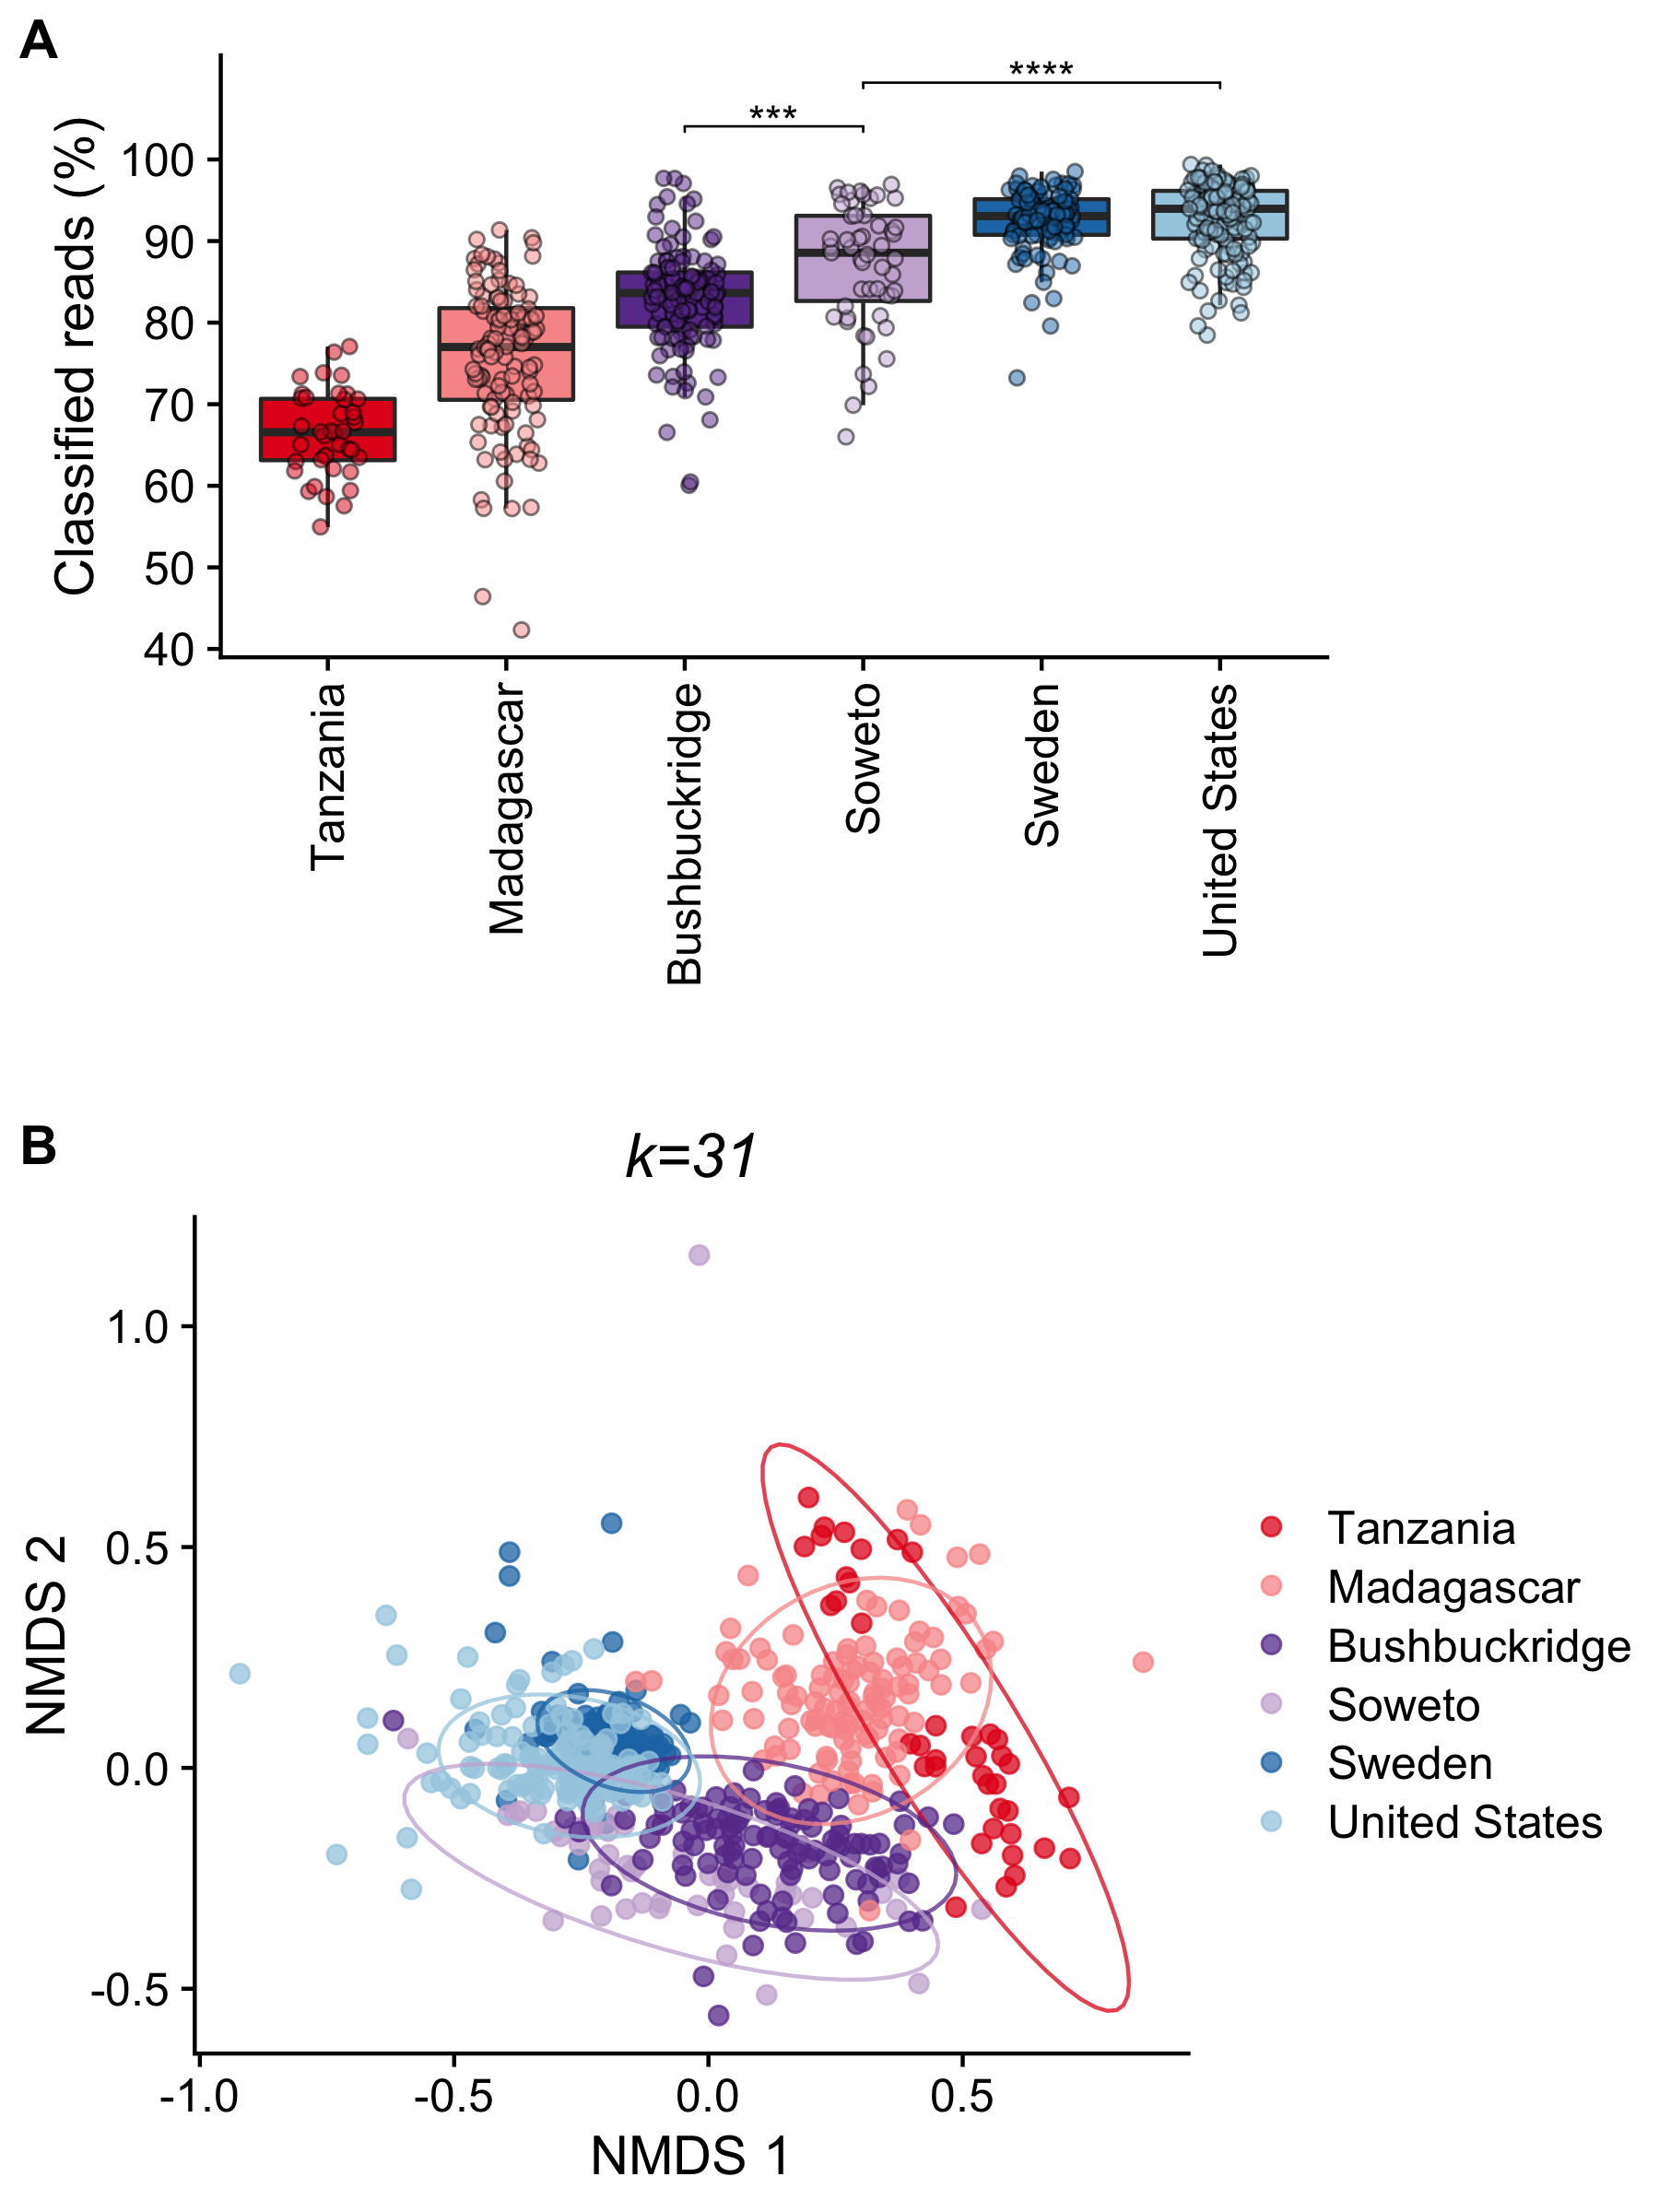 A
Classified reads (%)
100
90
80
70
60
50
40
***
****
Tanzania
Madagascar
Bushbuckridge
Soweto
Sweden
United States
B
k=31
NMDS 2
1.0
0.5
0.0
-0.5
-1.0
-0.5
0.0
0.5
NMDS 1
Tanzania
Madagascar
Bushbuckridge
Soweto
Sweden
United States